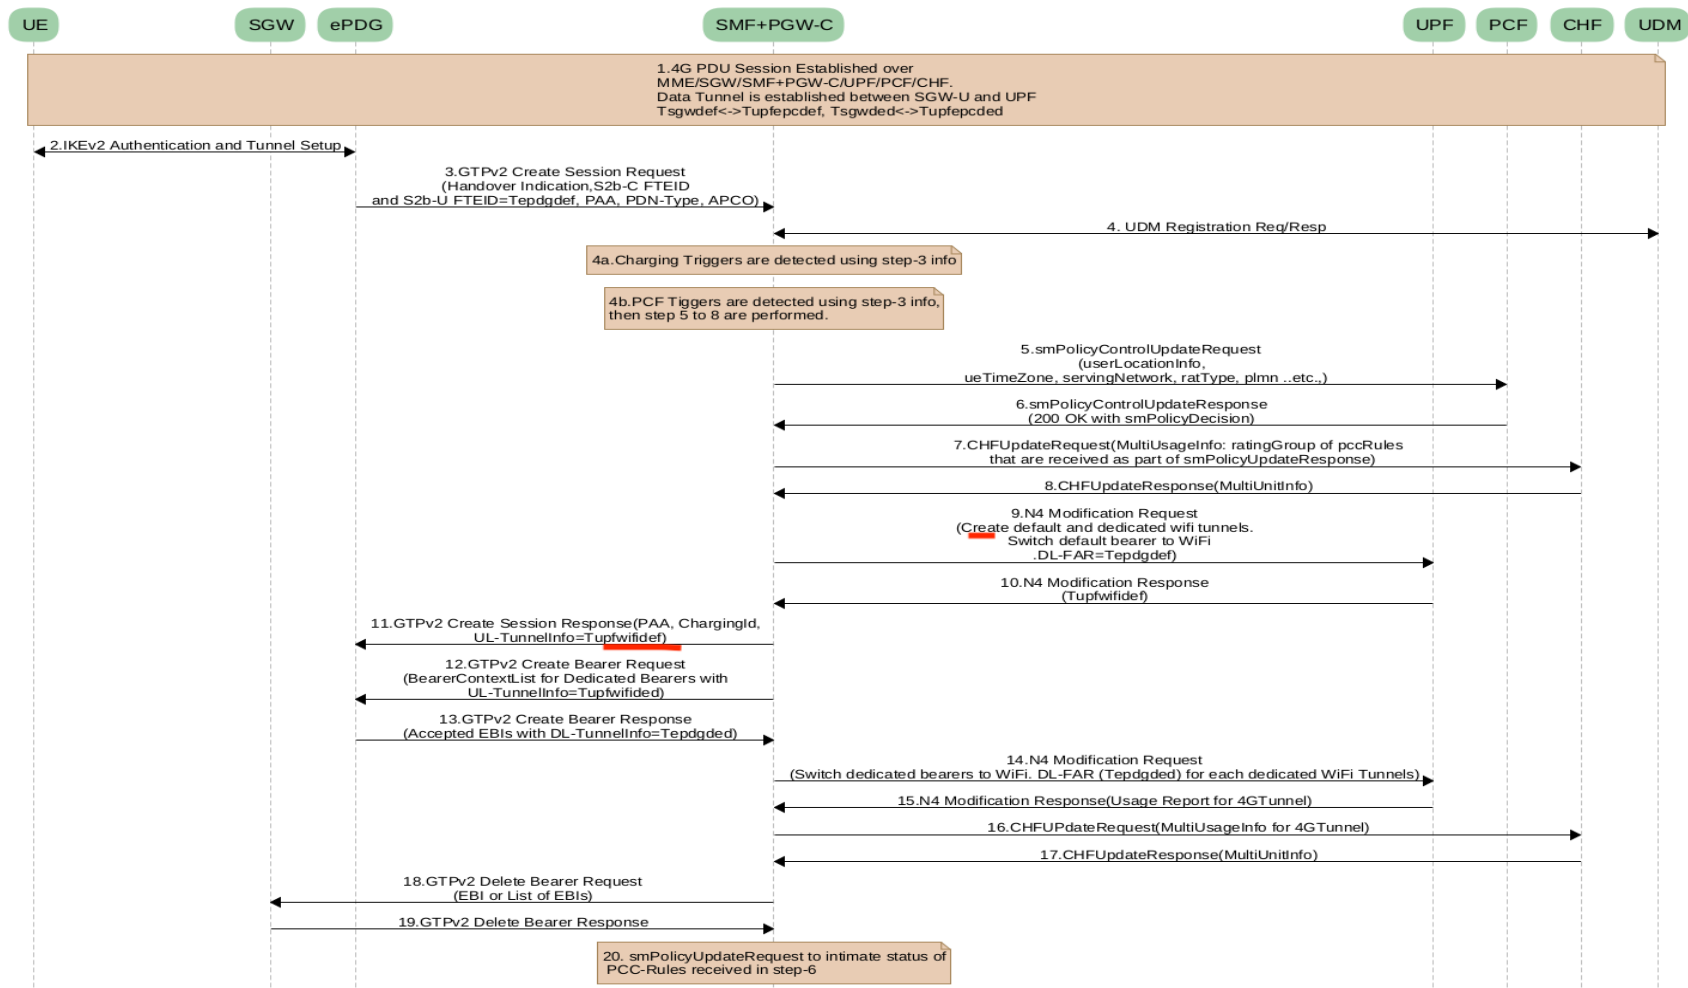 UE
SGW
ePDG
SMF+PGW-C
UPF
PCF
CHF
UDM
1.4G PDU Session Established over
MME/SGW/SMF+PGW-C/UPF/PCF/CHF.
Data Tunnel is established between SGW-U and UPF
Tsgwdef<->Tupfepcdef, Tsgwded<->Tupfepcded
2.IKEv2 Authentication and Tunnel Setup
3.GTPv2 Create Session Request
(Handover Indication,S2b-C FTEID
and S2b-U FTEID=Tepdgdef, PAA, PDN-Type, APCO)
4. UDM Registration Req/Resp
4a.Charging Triggers are detected using step-3 info
4b.PCF Tiggers are detected using step-3 info,
then step 5 to 8 are performed.
5.smPolicyControlUpdateRequest
(userLocationInfo,
ueTimeZone, servingNetwork, ratType, plmn ..etc.,)
6.smPolicyControlUpdateResponse
(200 OK with smPolicyDecision)
7.CHFUpdateRequest(MultiUsageInfo: ratingGroup of pccRules
that are received as part of smPolicyUpdateResponse)
8.CHFUpdateResponse(MultiUnitInfo)
9.N4 Modification Request
(Create default and dedicated wifi tunnels.
Switch default bearer to WiFi
.DL-FAR=Tepdgdef)
10.N4 Modification Response
(Tupfwifidef)
11.GTPv2 Create Session Response(PAA, ChargingId,
UL-TunnelInfo=Tupfwifidef)
12.GTPv2 Create Bearer Request
(BearerContextList for Dedicated Bearers with
UL-TunnelInfo=Tupfwifided)
13.GTPv2 Create Bearer Response
(Accepted EBIs with DL-TunnelInfo=Tepdgded)
14.N4 Modification Request
(Switch dedicated bearers to WiFi. DL-FAR (Tepdgded) for each dedicated WiFi Tunnels)
15.N4 Modification Response(Usage Report for 4GTunnel)
16.CHFUPdateRequest(MultiUsageInfo for 4GTunnel)
17.CHFUpdateResponse(MultiUnitInfo)
18.GTPv2 Delete Bearer Request
(EBI or List of EBIs)
19.GTPv2 Delete Bearer Response
20. smPolicyUpdateRequest to intimate status of
PCC-Rules received in step-6